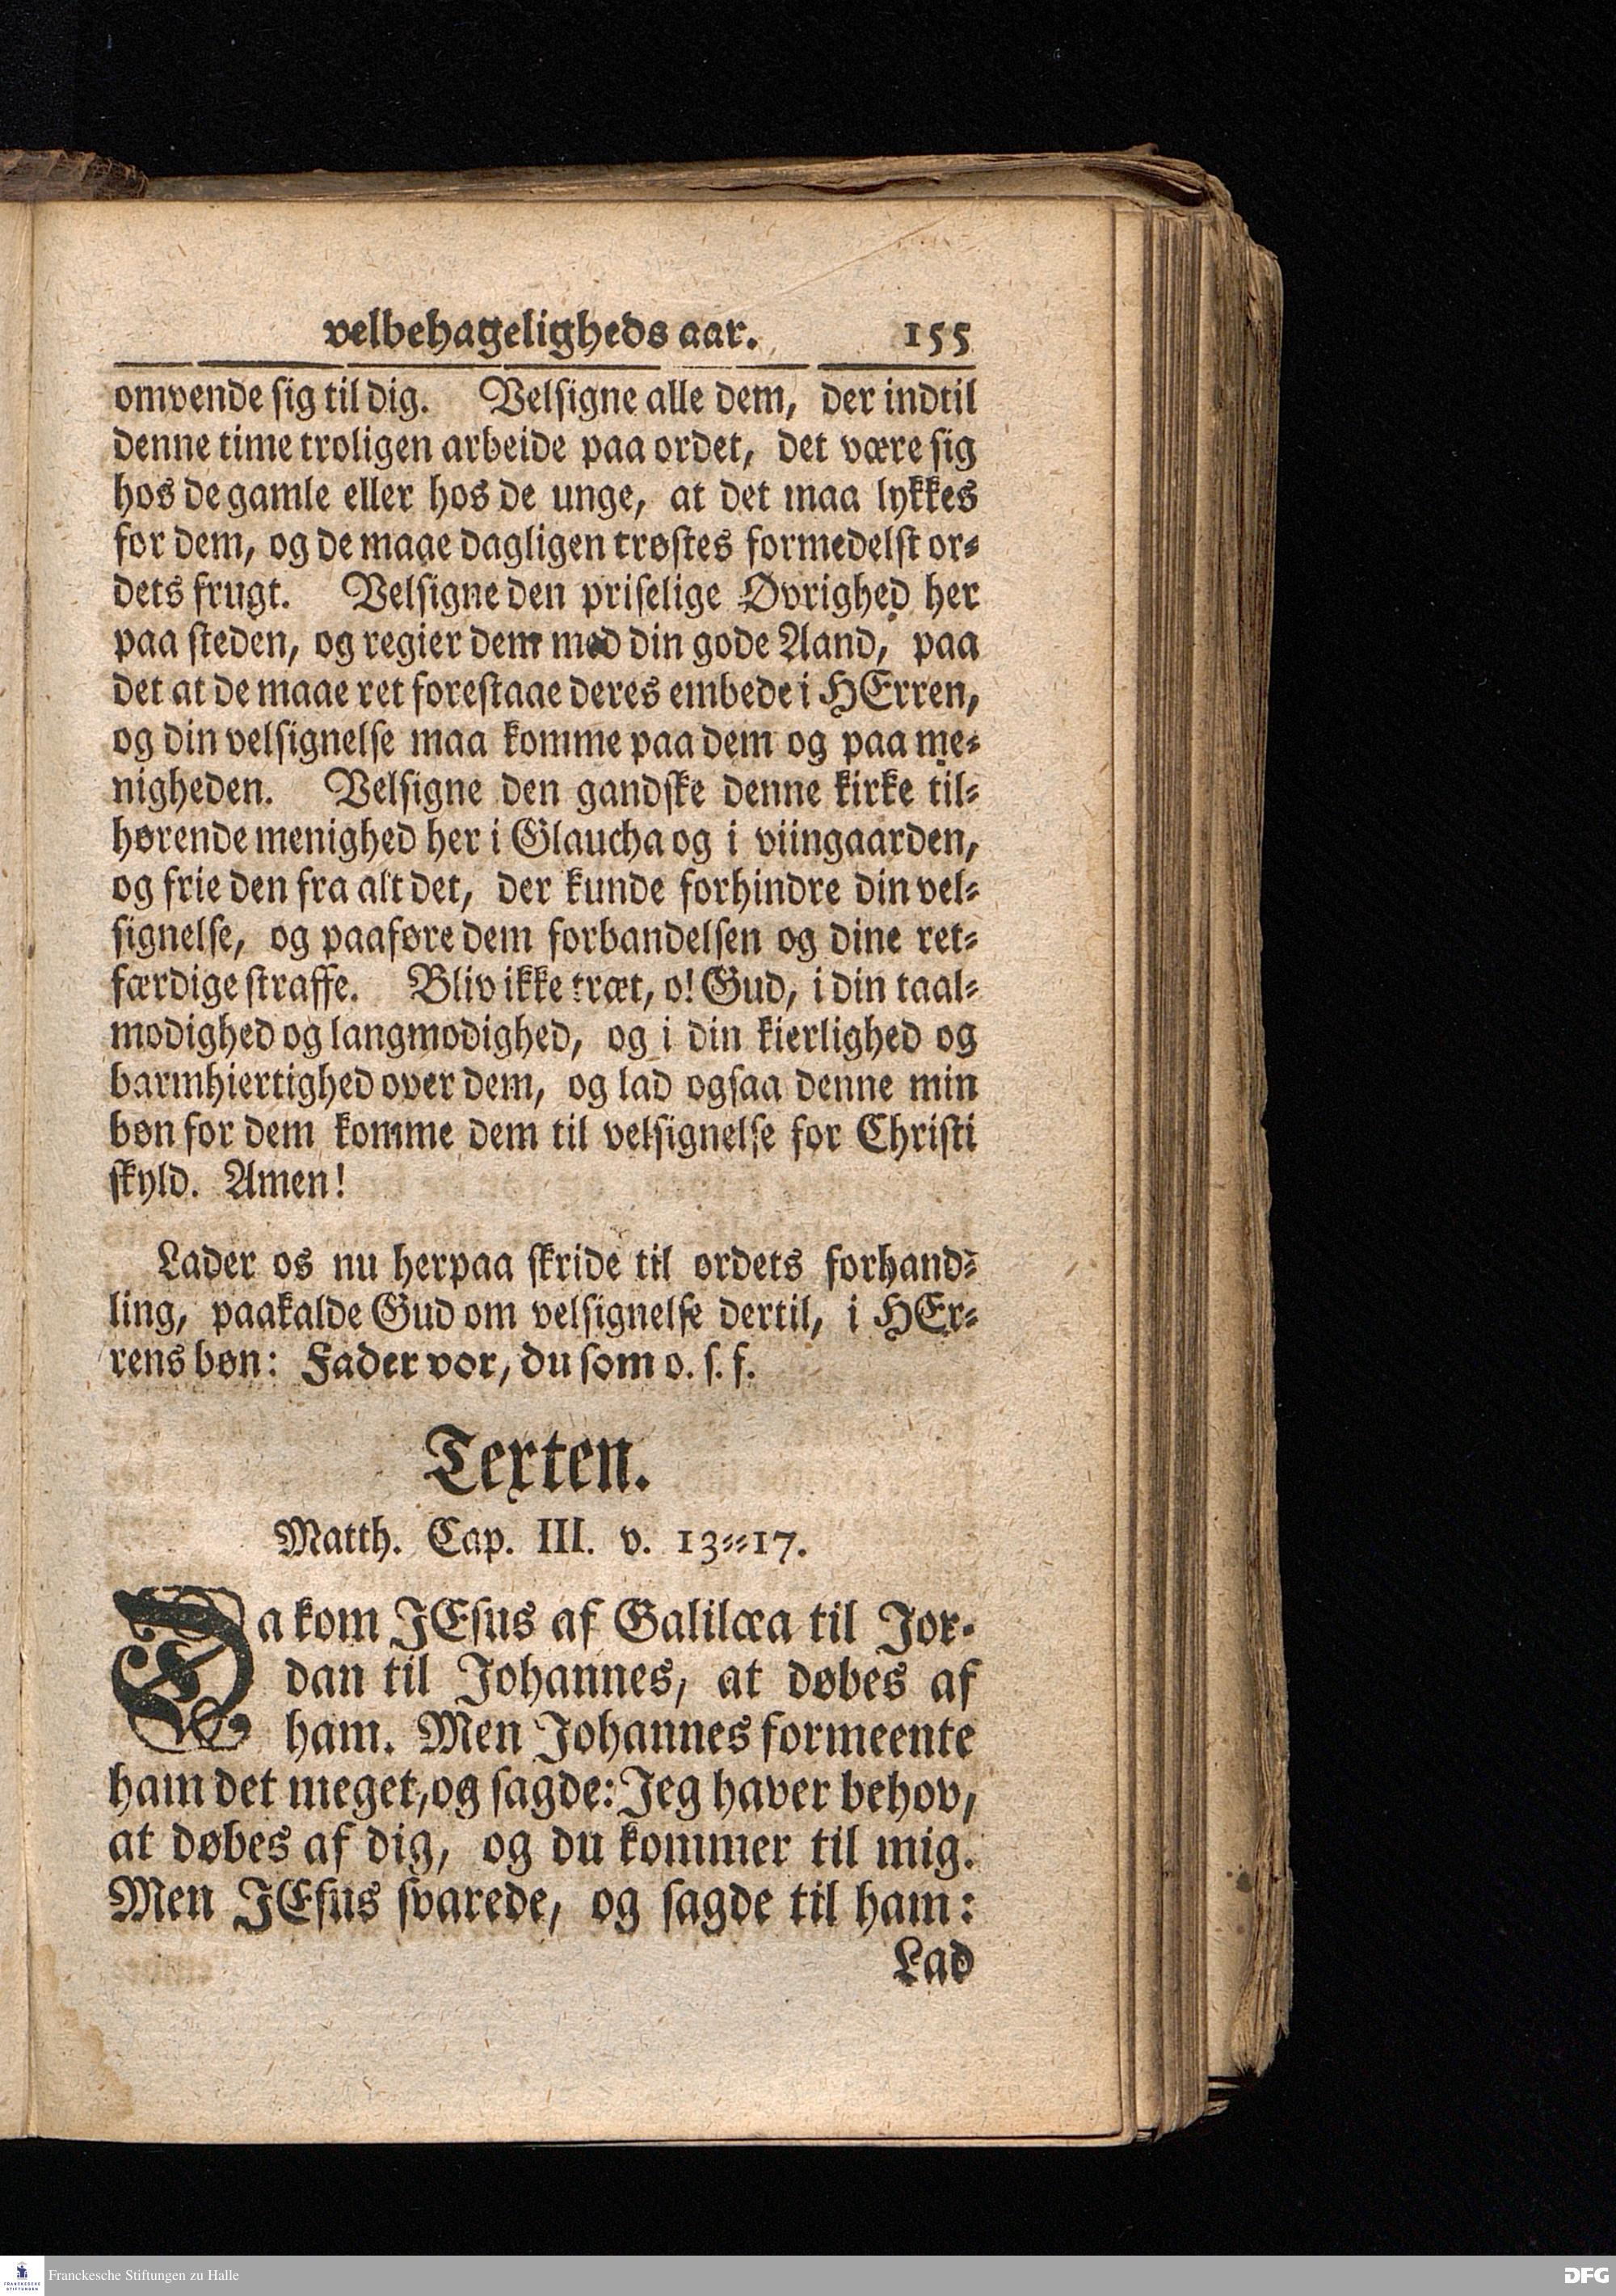 velbehageligheds aar. 155
omvende sig til dig. Velsigne alle dem, der indtil
denne time troligen arbeide paa ordet, det være sig
hos de gamle eller hos de unge, at det maa lykkes
for dem, og de maae dagligen trøstes formedelst or-
dets frugt. Velsigne den priselige Øvrighed her
paa steden, og regier dem med din gode Aand, paa
det at de maae ret forestaae deres embede i HErren,
og din velsignelse maa komme paa dem og paa me-
nigheden. Velsigne den gandske denne kirke til-
hørende menighed her i Glaucha og i viingaarden,
og frie den fra alt det, der kunde forhindre din vel-
signelse, og paaføre dem forbandelsen og dine ret-
færdige straffe. Bliv ikke træt, o! Gud, i din taal-
modighed og langmodighed, og i din kierlighed og
barmhiertighed over dem, og lad ogsaa denne min
bøn for dem komme dem til velsignelse for Christi
skyld. Amen!
Lader os nu herpaa skride til ordets forhand-
ling, paakalde Gud om velsignelse dertil, i HEr-
rens bøn: Fader vor, du som o. s. f.
Texten.
Matth. Cap. III. v. 13--17.
Da kom JEsus af Galilæa til Jor-
dan til Johannes, at døbes af
ham. Men Johannes formeente
ham det meget, og sagde: Jeg haver behov,
at døbes af dig, og du kommer til mig.
Men JEsus svarede, og sagde til ham:
Lad
FRANCKESCHE
STIFTUNGEN
Franckesche Stiftungen zu Halle
DFG